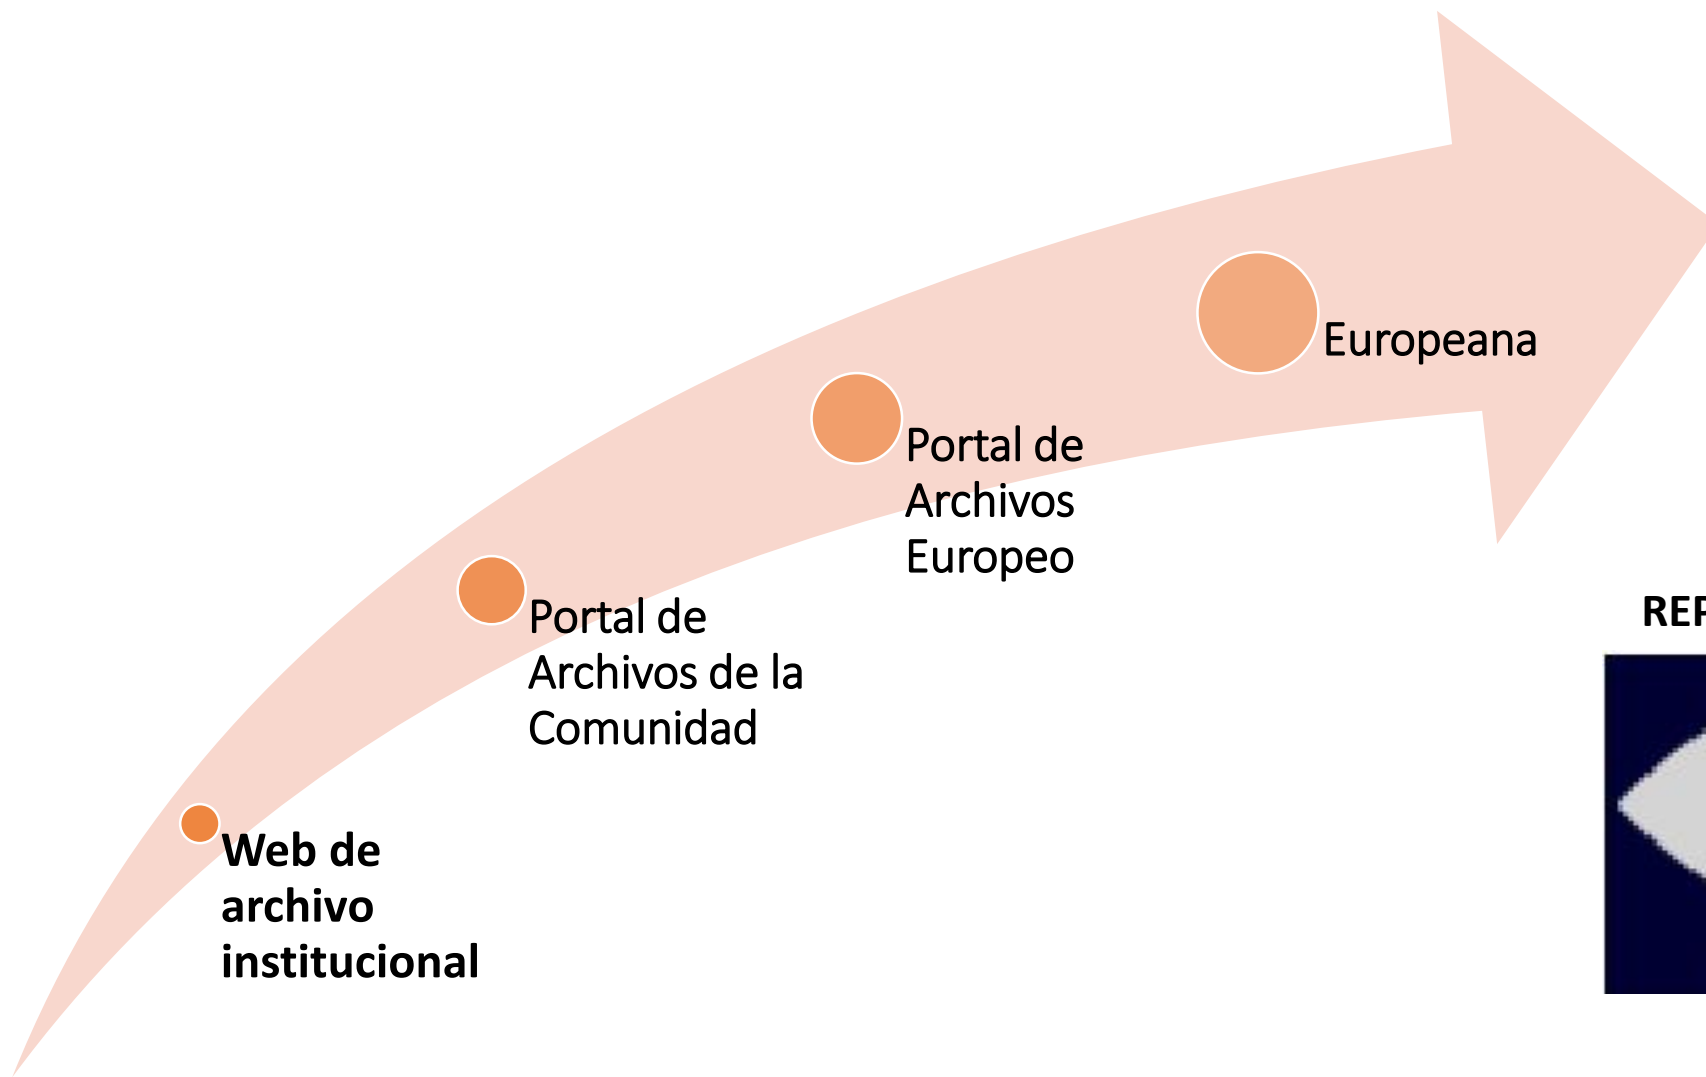 Europeana
Portal de
Archivos
Europeo
Portal de
Archivos de la
Comunidad
Web de
archivo
institucional